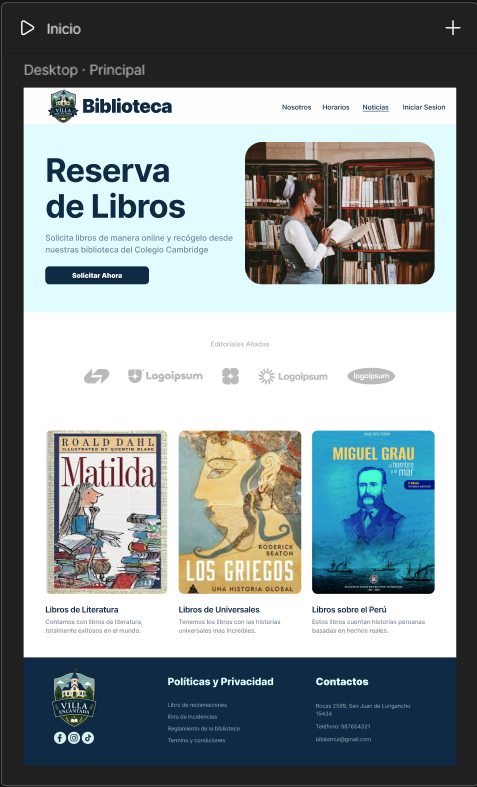 Inicio
Desktop · Principal
VILLA
ENCANTADA
Biblioteca
Nosotros
Horarios
Noticias
Iniciar Sesion
Reserva
de Libros
Solicita libros de manera online y recógelo desde
nuestras biblioteca del Colegio Cambridge
Solicitar Ahora
Editoriales Aliadas
Logoipsum
Logoipsum
logoipsum
ROALD DAHL
ILLUSTRATED BY QUENTIN BLAKE
Matilda
RODERICK
BEATON
LOS GRIEGOS
UNA HISTORIA GLOBAL
MIGUEL GRAU
el hombre
y el mar
Libros de Literatura
Contamos con libros de literatura,
totalmente exitosos en el mundo.
Libros de Universales
Tenemos los libros con las historias
universales mas increíbles.
Libros sobre el Perú
Estos libros cuentan historias peruanas
basadas en hechos reales.
VILLA
ENCANTADA
Políticas y Privacidad
Libro de reclamaciones
libro de incidencias
Reglamento de la biblioteca
Termino y condiciones
Contactos
Rocas 2599, San Juan de Lurigancho
15434
Teléfono: 987654321
bibliotrca@gmail.com